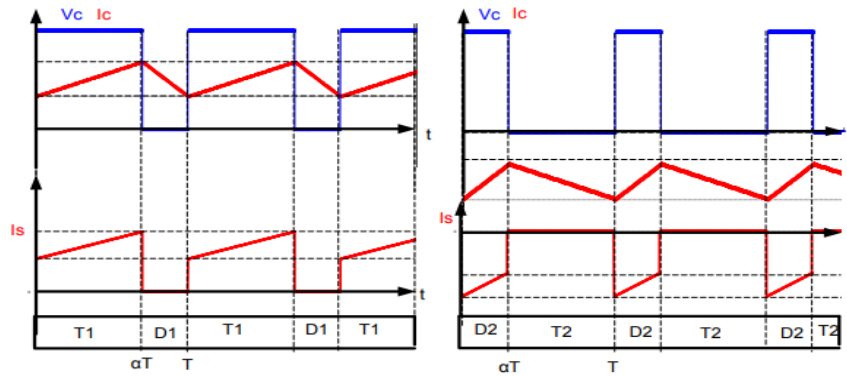 Vc Ic
t
Is
t
T1 D1 T1 D1 T1
αT T
Vc Ic
t
Is
D2 T2 D2 T2 D2 T2
αT T